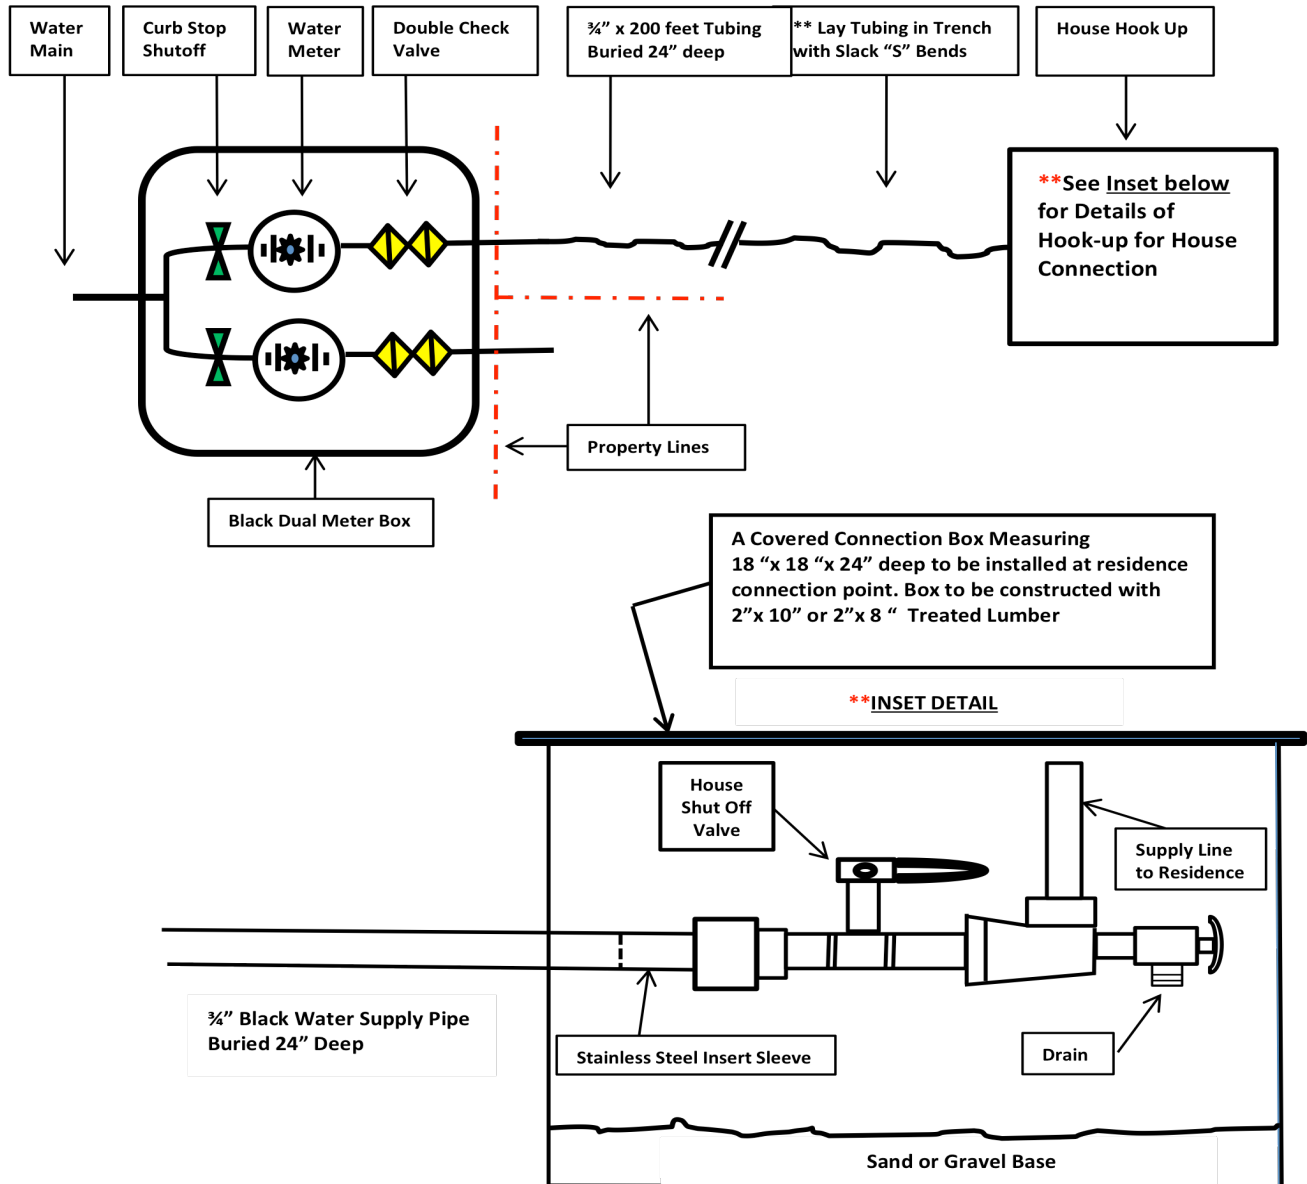 Water
Main
Curb Stop
Shutoff
Water
Meter
Double Check
Valve
¾” x 200 feet Tubing
Buried 24” deep
** Lay Tubing in Trench
with Slack “S” Bends
House Hook Up
**See Inset below
for Details of
Hook-up for House
Connection
Property Lines
Black Dual Meter Box
A Covered Connection Box Measuring
18 “x 18 “x 24” deep to be installed at residence
connection point. Box to be constructed with
2”x 10” or 2”x 8 “ Treated Lumber
**INSET DETAIL
House
Shut Off
Valve
Supply Line
to Residence
¾” Black Water Supply Pipe
Buried 24” Deep
Stainless Steel Insert Sleeve
Drain
Sand or Gravel Base